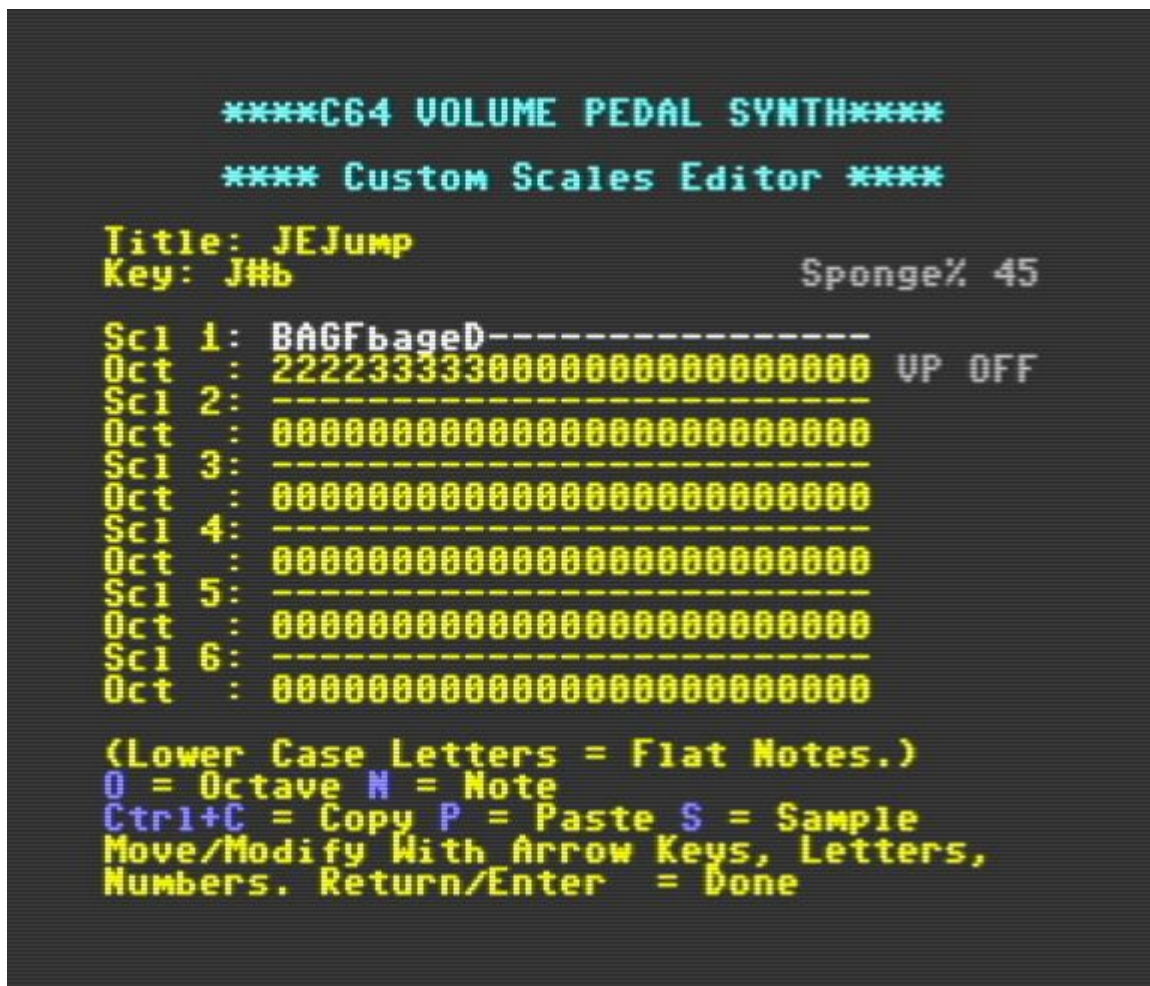 ****C64 VOLUME PEDAL SYNTH****
**** Custom Scales Editor ****
Title: JEJump
Key: J#b Sponge% 45
Scl 1: BAGFbageD----------------
Oct  : 2222333330000000000000000 VP OFF
Scl 2: -------------------------
Oct  : 0000000000000000000000000
Scl 3: -------------------------
Oct  : 0000000000000000000000000
Scl 4: -------------------------
Oct  : 0000000000000000000000000
Scl 5: -------------------------
Oct  : 0000000000000000000000000
Scl 6: -------------------------
Oct  : 0000000000000000000000000
(Lower Case Letters = Flat Notes.)
O = Octave N = Note
Ctrl+C = Copy P = Paste S = Sample
Move/Modify With Arrow Keys, Letters,
Numbers. Return/Enter  = Done